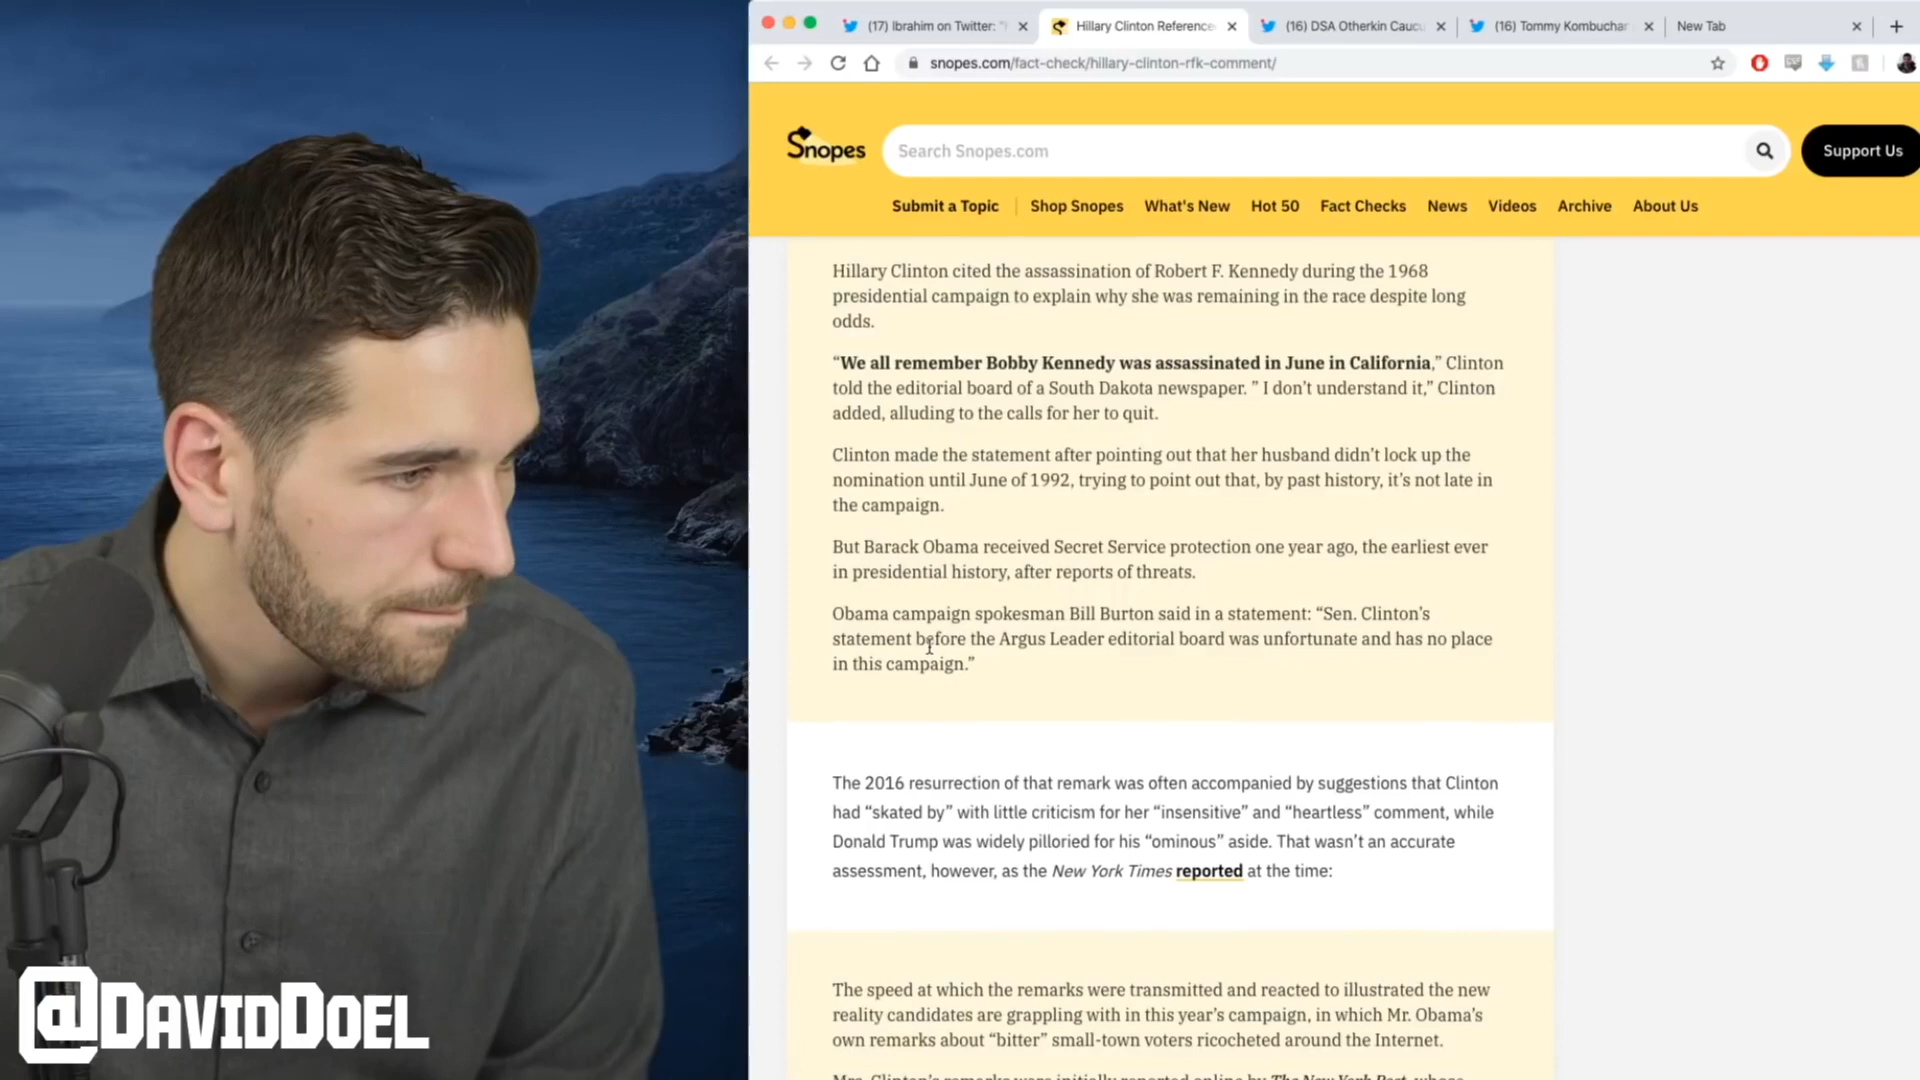 (17) Ibrahim on Twitter: "
Hillary Clinton Reference
(16) DSA Otherkin Caucu
(16) Tommy Kombuchar
New Tab
snopes.com/fact-check/hillary-clinton-rfk-comment/
Snopes
Search Snopes.com
Support Us
Submit a Topic
Shop Snopes
What's New
Hot 50
Fact Checks
News
Videos
Archive
About Us
Hillary Clinton cited the assassination of Robert F. Kennedy during the 1968
presidential campaign to explain why she was remaining in the race despite long
odds.
“We all remember Bobby Kennedy was assassinated in June in California,” Clinton
told the editorial board of a South Dakota newspaper. ” I don’t understand it,” Clinton
added, alluding to the calls for her to quit.
Clinton made the statement after pointing out that her husband didn’t lock up the
nomination until June of 1992, trying to point out that, by past history, it’s not late in
the campaign.
But Barack Obama received Secret Service protection one year ago, the earliest ever
in presidential history, after reports of threats.
Obama campaign spokesman Bill Burton said in a statement: “Sen. Clinton’s
statement before the Argus Leader editorial board was unfortunate and has no place
in this campaign.”
The 2016 resurrection of that remark was often accompanied by suggestions that Clinton
had “skated by” with little criticism for her “insensitive” and “heartless” comment, while
Donald Trump was widely pilloried for his “ominous” aside. That wasn’t an accurate
assessment, however, as the New York Times reported at the time:
The speed at which the remarks were transmitted and reacted to illustrated the new
reality candidates are grappling with in this year’s campaign, in which Mr. Obama’s
own remarks about “bitter” small-town voters ricocheted around the Internet.
Mrs. Clinton’s remarks were initially reported online by The New York Post, whose
@DavidDoel